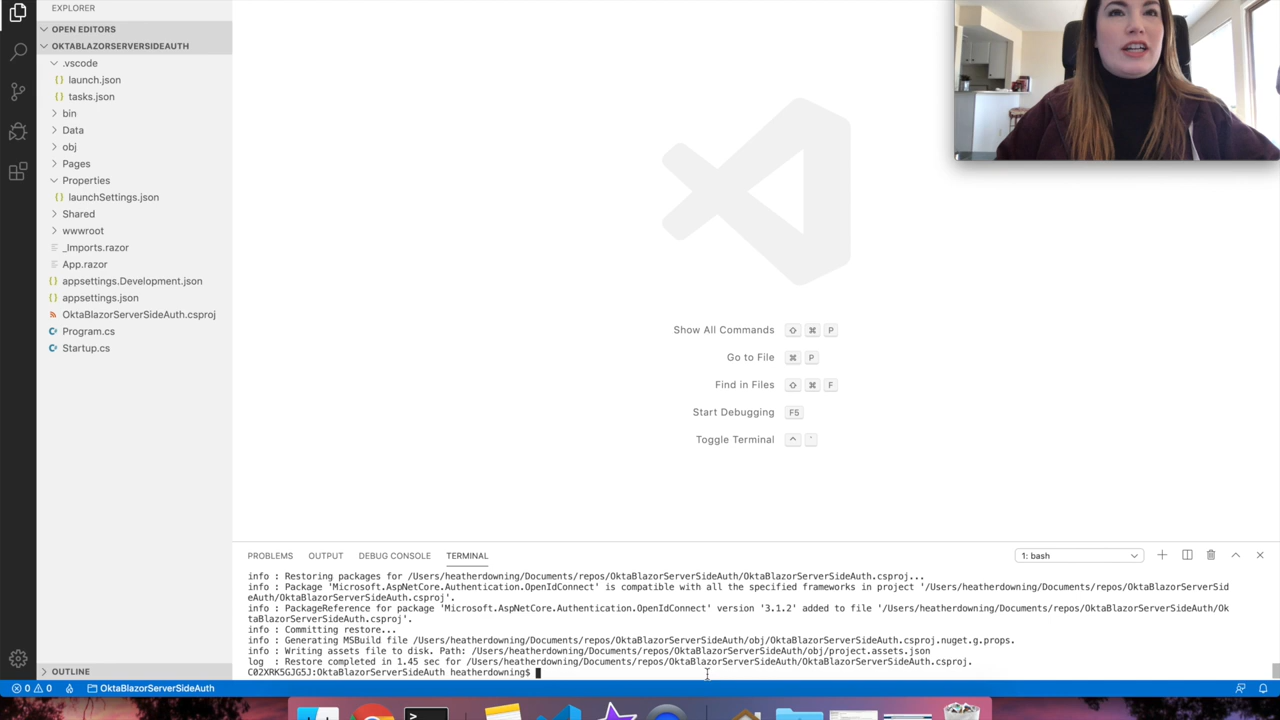 EXPLORER
OPEN EDITORS
OKTABLAZORSERVERSIDEAUTH
.vscode
launch.json
tasks.json
bin
Data
obj
Pages
Properties
launchSettings.json
Shared
wwwroot
_Imports.razor
App.razor
appsettings.Development.json
appsettings.json
OktaBlazorServerSideAuth.csproj
Program.cs
Startup.cs
OUTLINE
Show All Commands ⇧ ⌘ P
Go to File ⌘ P
Find in Files ⇧ ⌘ F
Start Debugging F5
Toggle Terminal ^ `
PROBLEMS OUTPUT DEBUG CONSOLE TERMINAL 1: bash
info : Restoring packages for /Users/heatherdowning/Documents/repos/OktaBlazorServerSideAuth/OktaBlazorServerSideAuth.csproj...
info : Package 'Microsoft.AspNetCore.Authentication.OpenIdConnect' is compatible with all the specified frameworks in project '/Users/heatherdowning/Documents/repos/OktaBlazorServerSid
eAuth/OktaBlazorServerSideAuth.csproj'.
info : PackageReference for package 'Microsoft.AspNetCore.Authentication.OpenIdConnect' version '3.1.2' added to file '/Users/heatherdowning/Documents/repos/OktaBlazorServerSideAuth/Ok
taBlazorServerSideAuth.csproj'.
info : Committing restore...
info : Generating MSBuild file /Users/heatherdowning/Documents/repos/OktaBlazorServerSideAuth/obj/OktaBlazorServerSideAuth.csproj.nuget.g.props.
info : Writing assets file to disk. Path: /Users/heatherdowning/Documents/repos/OktaBlazorServerSideAuth/obj/project.assets.json
log : Restore completed in 1.45 sec for /Users/heatherdowning/Documents/repos/OktaBlazorServerSideAuth/OktaBlazorServerSideAuth.csproj.
C02XRK5GJG5J:OktaBlazorServerSideAuth heatherdowning$
0 0 OktaBlazorServerSideAuth